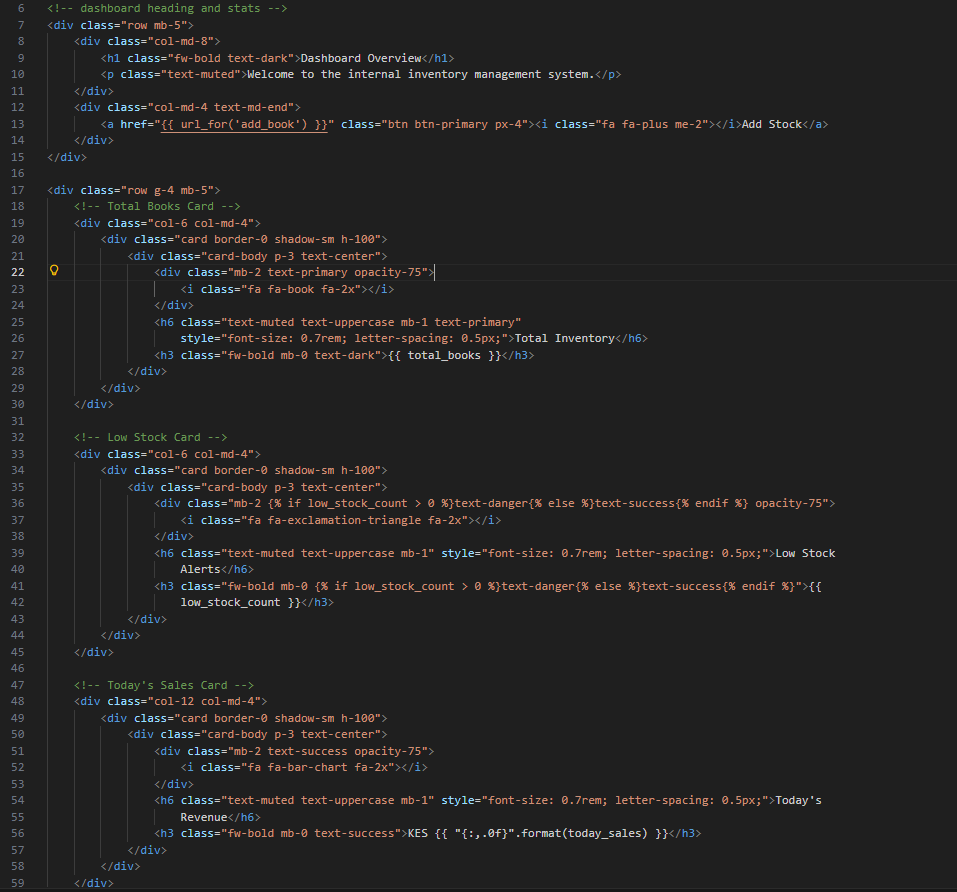 6 <!-- dashboard heading and stats -->
7 <div class="row mb-5">
8 <div class="col-md-8">
9 <h1 class="fw-bold text-dark">Dashboard Overview</h1>
10 <p class="text-muted">Welcome to the internal inventory management system.</p>
11 </div>
12 <div class="col-md-4 text-md-end">
13 <a href="{{ url_for('add_book') }}" class="btn btn-primary px-4"><i class="fa fa-plus me-2"></i>Add Stock</a>
14 </div>
15 </div>
16
17 <div class="row g-4 mb-5">
18 <!-- Total Books Card -->
19 <div class="col-6 col-md-4">
20 <div class="card border-0 shadow-sm h-100">
21 <div class="card-body p-3 text-center">
22 <div class="mb-2 text-primary opacity-75">
23 <i class="fa fa-book fa-2x"></i>
24 </div>
25 <h6 class="text-muted text-uppercase mb-1 text-primary"
26 style="font-size: 0.7rem; letter-spacing: 0.5px;">Total Inventory</h6>
27 <h3 class="fw-bold mb-0 text-dark">{{ total_books }}</h3>
28 </div>
29 </div>
30 </div>
31
32 <!-- Low Stock Card -->
33 <div class="col-6 col-md-4">
34 <div class="card border-0 shadow-sm h-100">
35 <div class="card-body p-3 text-center">
36 <div class="mb-2 {% if low_stock_count > 0 %}text-danger{% else %}text-success{% endif %} opacity-75">
37 <i class="fa fa-exclamation-triangle fa-2x"></i>
38 </div>
39 <h6 class="text-muted text-uppercase mb-1" style="font-size: 0.7rem; letter-spacing: 0.5px;">Low Stock
40 Alerts</h6>
41 <h3 class="fw-bold mb-0 {% if low_stock_count > 0 %}text-danger{% else %}text-success{% endif %}">{{
42 low_stock_count }}</h3>
43 </div>
44 </div>
45 </div>
46
47 <!-- Today's Sales Card -->
48 <div class="col-12 col-md-4">
49 <div class="card border-0 shadow-sm h-100">
50 <div class="card-body p-3 text-center">
51 <div class="mb-2 text-success opacity-75">
52 <i class="fa fa-bar-chart fa-2x"></i>
53 </div>
54 <h6 class="text-muted text-uppercase mb-1" style="font-size: 0.7rem; letter-spacing: 0.5px;">Today's
55 Revenue</h6>
56 <h3 class="fw-bold mb-0 text-success">KES {{ "{:,.0f}".format(today_sales) }}</h3>
57 </div>
58 </div>
59 </div>